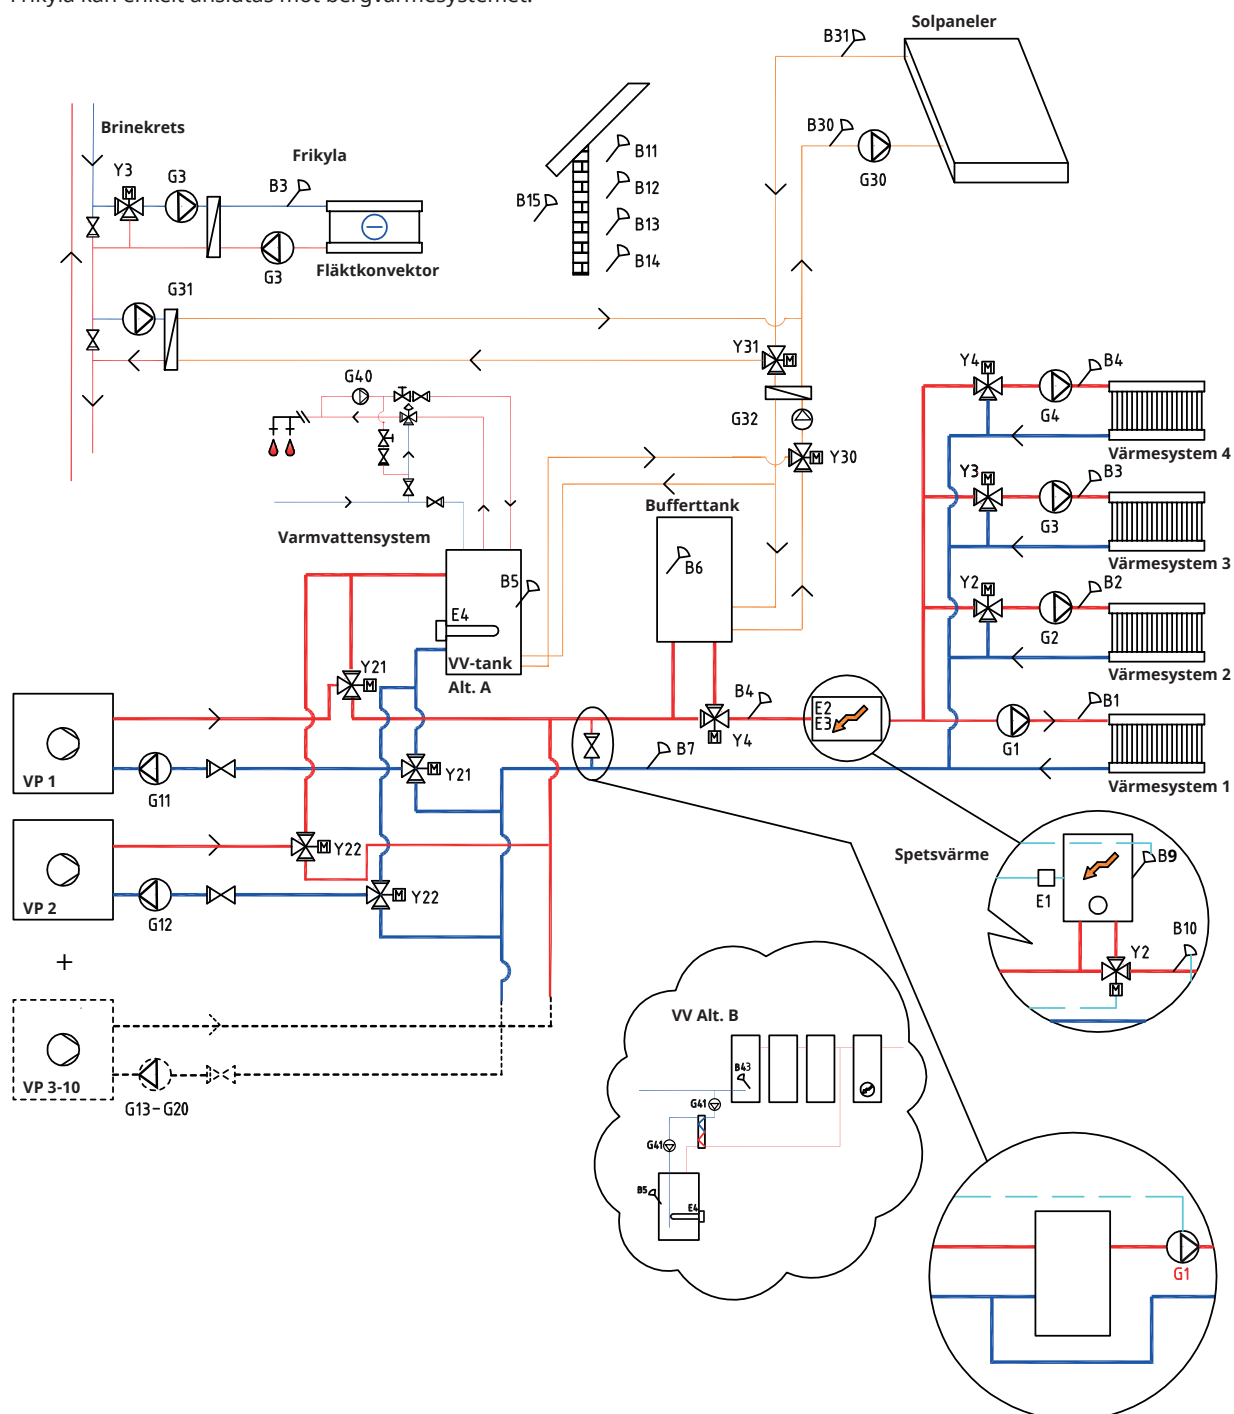 Frikyla kan enkelt anslutas mot bergvärmesystemet.
Solpaneler
B31
Brinekrets
B30
Y3
G3
Frikyla
B3
B11
B12
B15
B13
B14
G30
G3
Fläktkonvektor
G31
Y31
Y4
B4
G40
G32
G4
Värmesystem 4
Y30
Y3
B3
Bufferttank
G3
Varmvattensystem
B6
Värmesystem 3
B5
Y2
B2
E4
G2
VV-tank
Y21
Värmesystem 2
Alt. A
B4
E2
E3
B1
Y4
G1
B7
VP 1
G11
Y21
Värmesystem 1
Y22
Spetsvärme
B9
VP 2
G12
Y22
E1
B10
+
Y2
VV Alt. B
B43
VP 3-10
G13-G20
G41
G41
B5
E4
G1
M
M
M
M
M
M
M
M
M
M
M
M